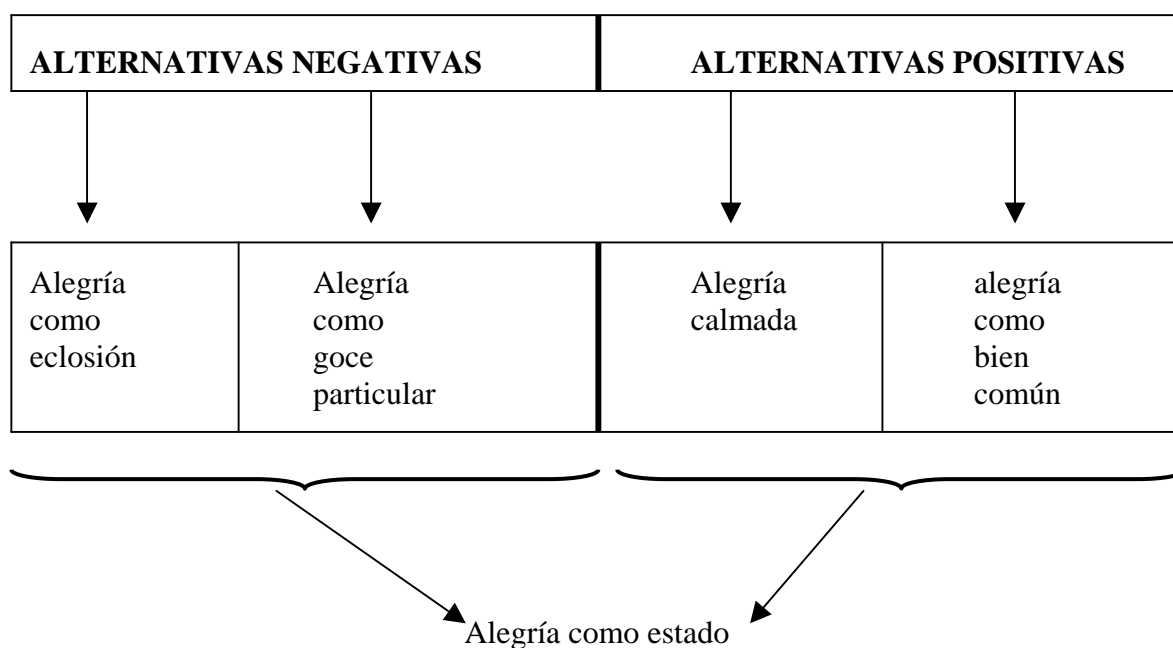 ALTERNATIVAS NEGATIVAS
ALTERNATIVAS POSITIVAS
Alegría
como
eclosión
Alegría
como
goce
particular
Alegría
calmada
alegría
como
bien
común
Alegría como estado